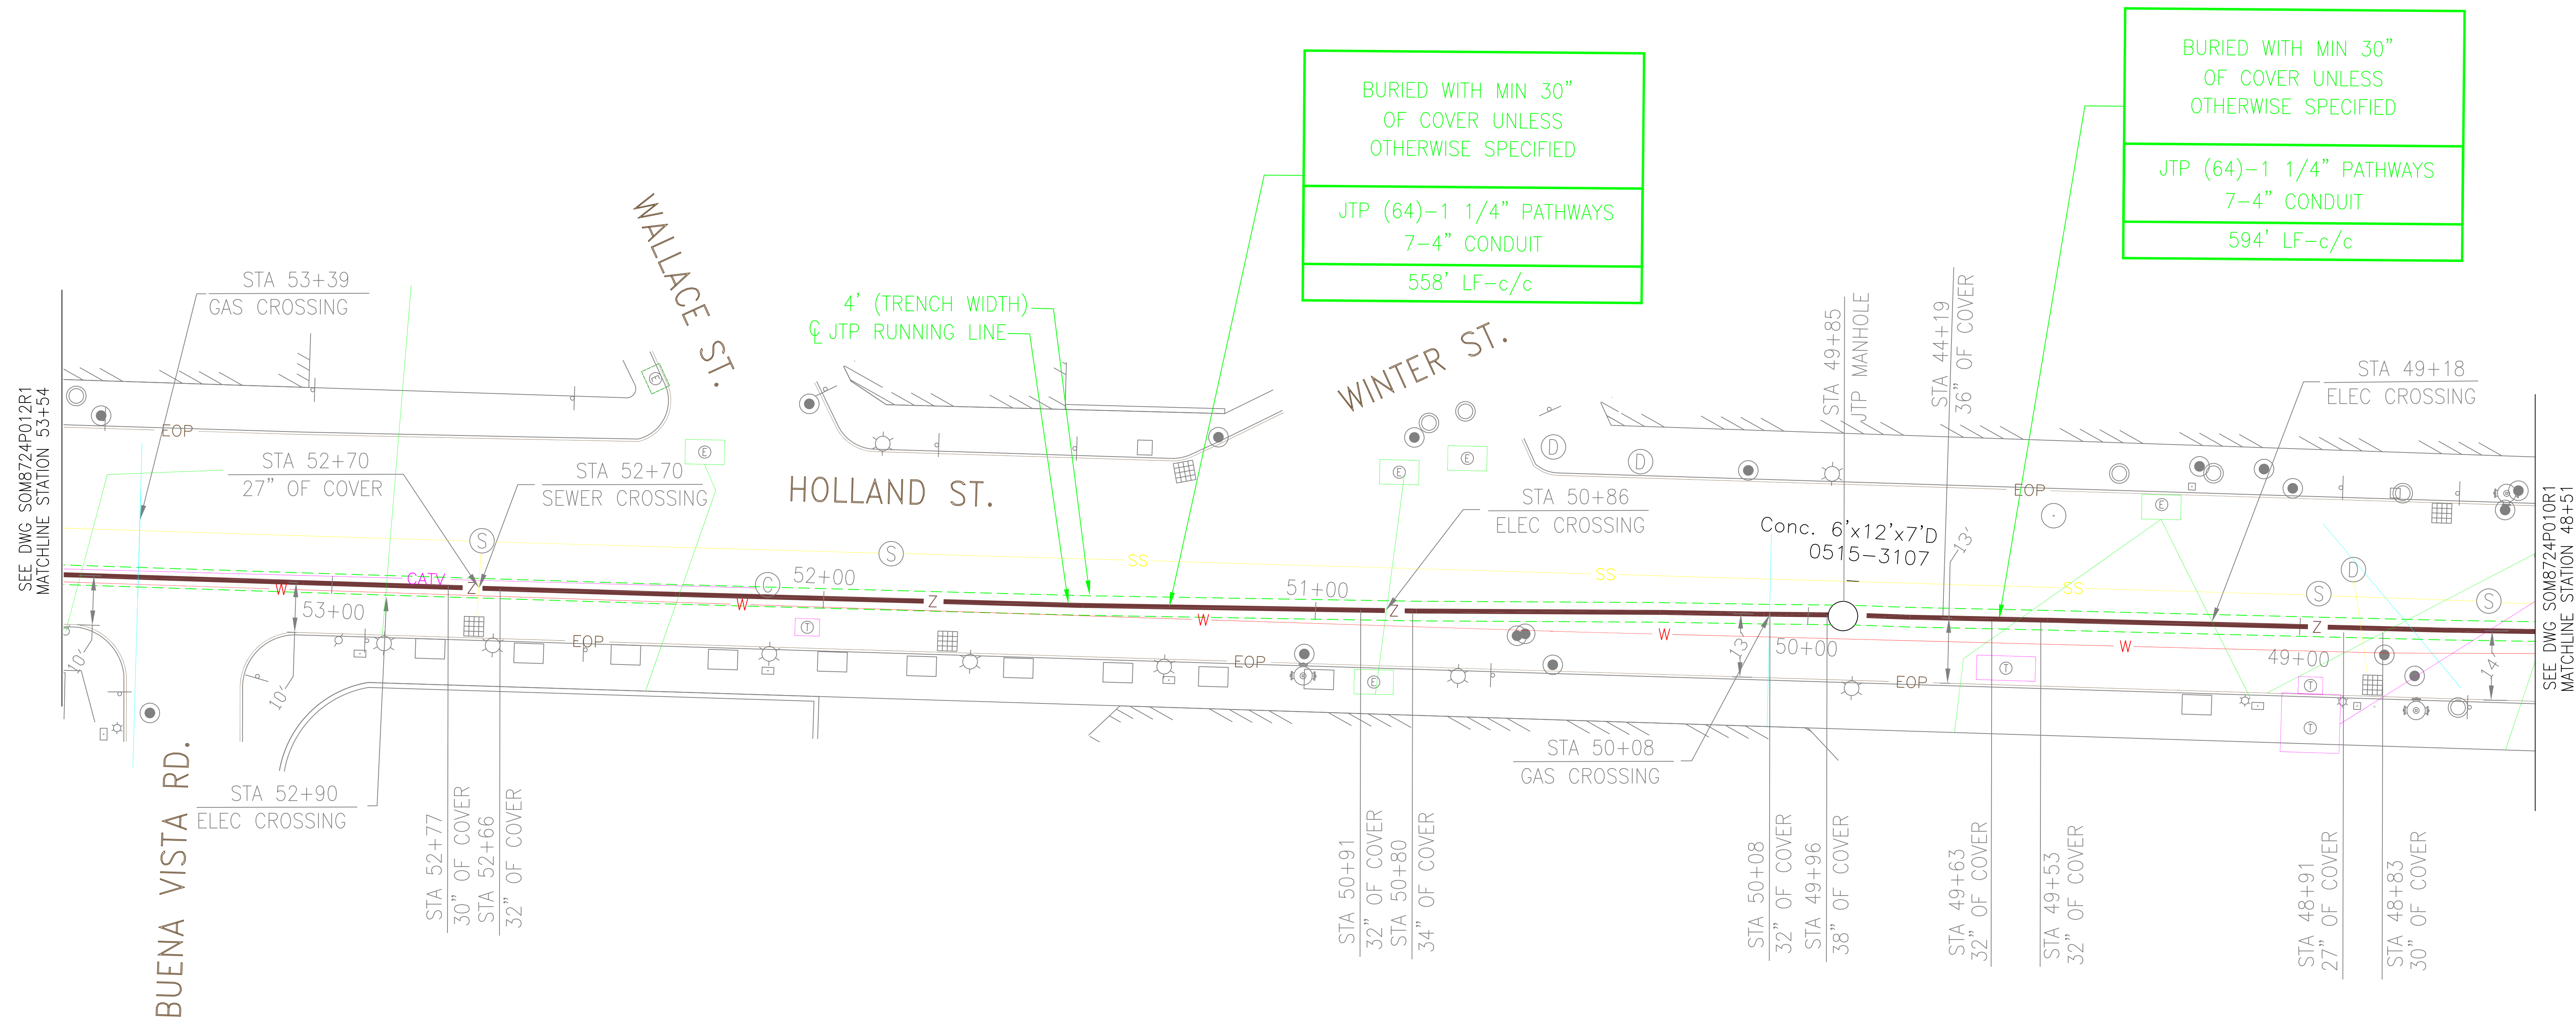 BURIED WITH MIN 30"
OF COVER UNLESS
OTHERWISE SPECIFIED
JTP (64)-1 1/4" PATHWAYS
7-4" CONDUIT
594' LF-c/c
BURIED WITH MIN 30"
OF COVER UNLESS
OTHERWISE SPECIFIED
JTP (64)-1 1/4" PATHWAYS
7-4" CONDUIT
558' LF-c/c
SEE DWG SOM8724P012R1
MATCHLINE STATION 53+54
STA 53+39
GAS CROSSING
WALLACE ST.
4' (TRENCH WIDTH)
℄ JTP RUNNING LINE
WINTER ST.
STA 49+85
JTP MANHOLE
STA 44+19
36" OF COVER
STA 49+18
ELEC CROSSING
E
EOP
STA 52+70
27" OF COVER
STA 52+70
SEWER CROSSING
E
HOLLAND ST.
E
E
D
D
STA 50+86
ELEC CROSSING
Conc. 6'x12'x7'D
0515-3107
13'
EOP
E
SEE DWG SOM8724P010R1
MATCHLINE STATION 48+51
S
S
SS
SS
SS
D
S
S
CATV
Z
C
52+00
Z
51+00
Z
Z
W
53+00
W
W
W
W
50+00
49+00
10'
10'
EOP
T
EOP
E
13'
EOP
T
T
T
14'
BUENA VISTA RD.
STA 52+90
ELEC CROSSING
STA 50+08
GAS CROSSING
STA 52+77
30" OF COVER
STA 52+66
32" OF COVER
STA 50+91
32" OF COVER
STA 50+80
34" OF COVER
STA 50+08
32" OF COVER
STA 49+96
38" OF COVER
STA 49+63
32" OF COVER
STA 49+53
32" OF COVER
STA 48+91
27" OF COVER
STA 48+83
30" OF COVER